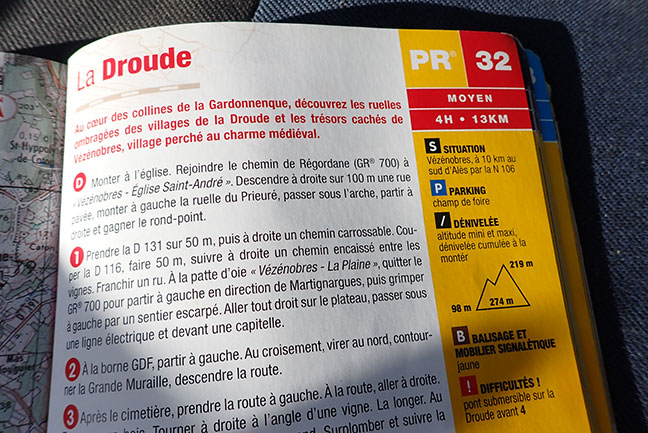 La Droude
Au cœur des collines de la Gardonnenque, découvrez les ruelles
ombragées des villages de la Droude et les trésors cachés de
Vézénobres, village perché au charme médiéval.
D Monter à l'église. Rejoindre le chemin de Régordane (GR® 700) à
« Vézénobres - Église Saint-André ». Descendre à droite sur 100 m une rue
pavée, monter à gauche la ruelle du Prieuré, passer sous l'arche, partir à
droite et gagner le rond-point.
1 Prendre la D 131 sur 50 m, puis à droite un chemin carrossable. Cou-
per la D 116, faire 50 m, suivre à droite un chemin encaissé entre les
vignes. Franchir un ru. À la patte d'oie « Vézénobres - La Plaine », quitter le
GR® 700 pour partir à gauche en direction de Martignargues, puis grimper
à gauche par un sentier escarpé. Aller tout droit sur le plateau, passer sous
une ligne électrique et devant une capitelle.
2 À la borne GDF, partir à gauche. Au croisement, virer au nord, contour-
ner la Grande Muraille, descendre la route.
3 Après le cimetière, prendre la route à gauche. À la route, aller à droite.
Tourner à droite à l'angle d'une vigne. La longer. Au
Surplomber et suivre la
PR® 32
MOYEN
4H • 13KM
S SITUATION
Vézénobres, à 10 km au
sud d'Alès par la N 106
P PARKING
champ de foire
DÉNIVELÉE
altitude mini et maxi,
dénivelée cumulée à la
montér
219 m
98 m
274 m
B BALISAGE ET
MOBILIER SIGNALÉTIQUE
jaune
! DIFFICULTÉS !
pont submersible sur la
Droude avant 4